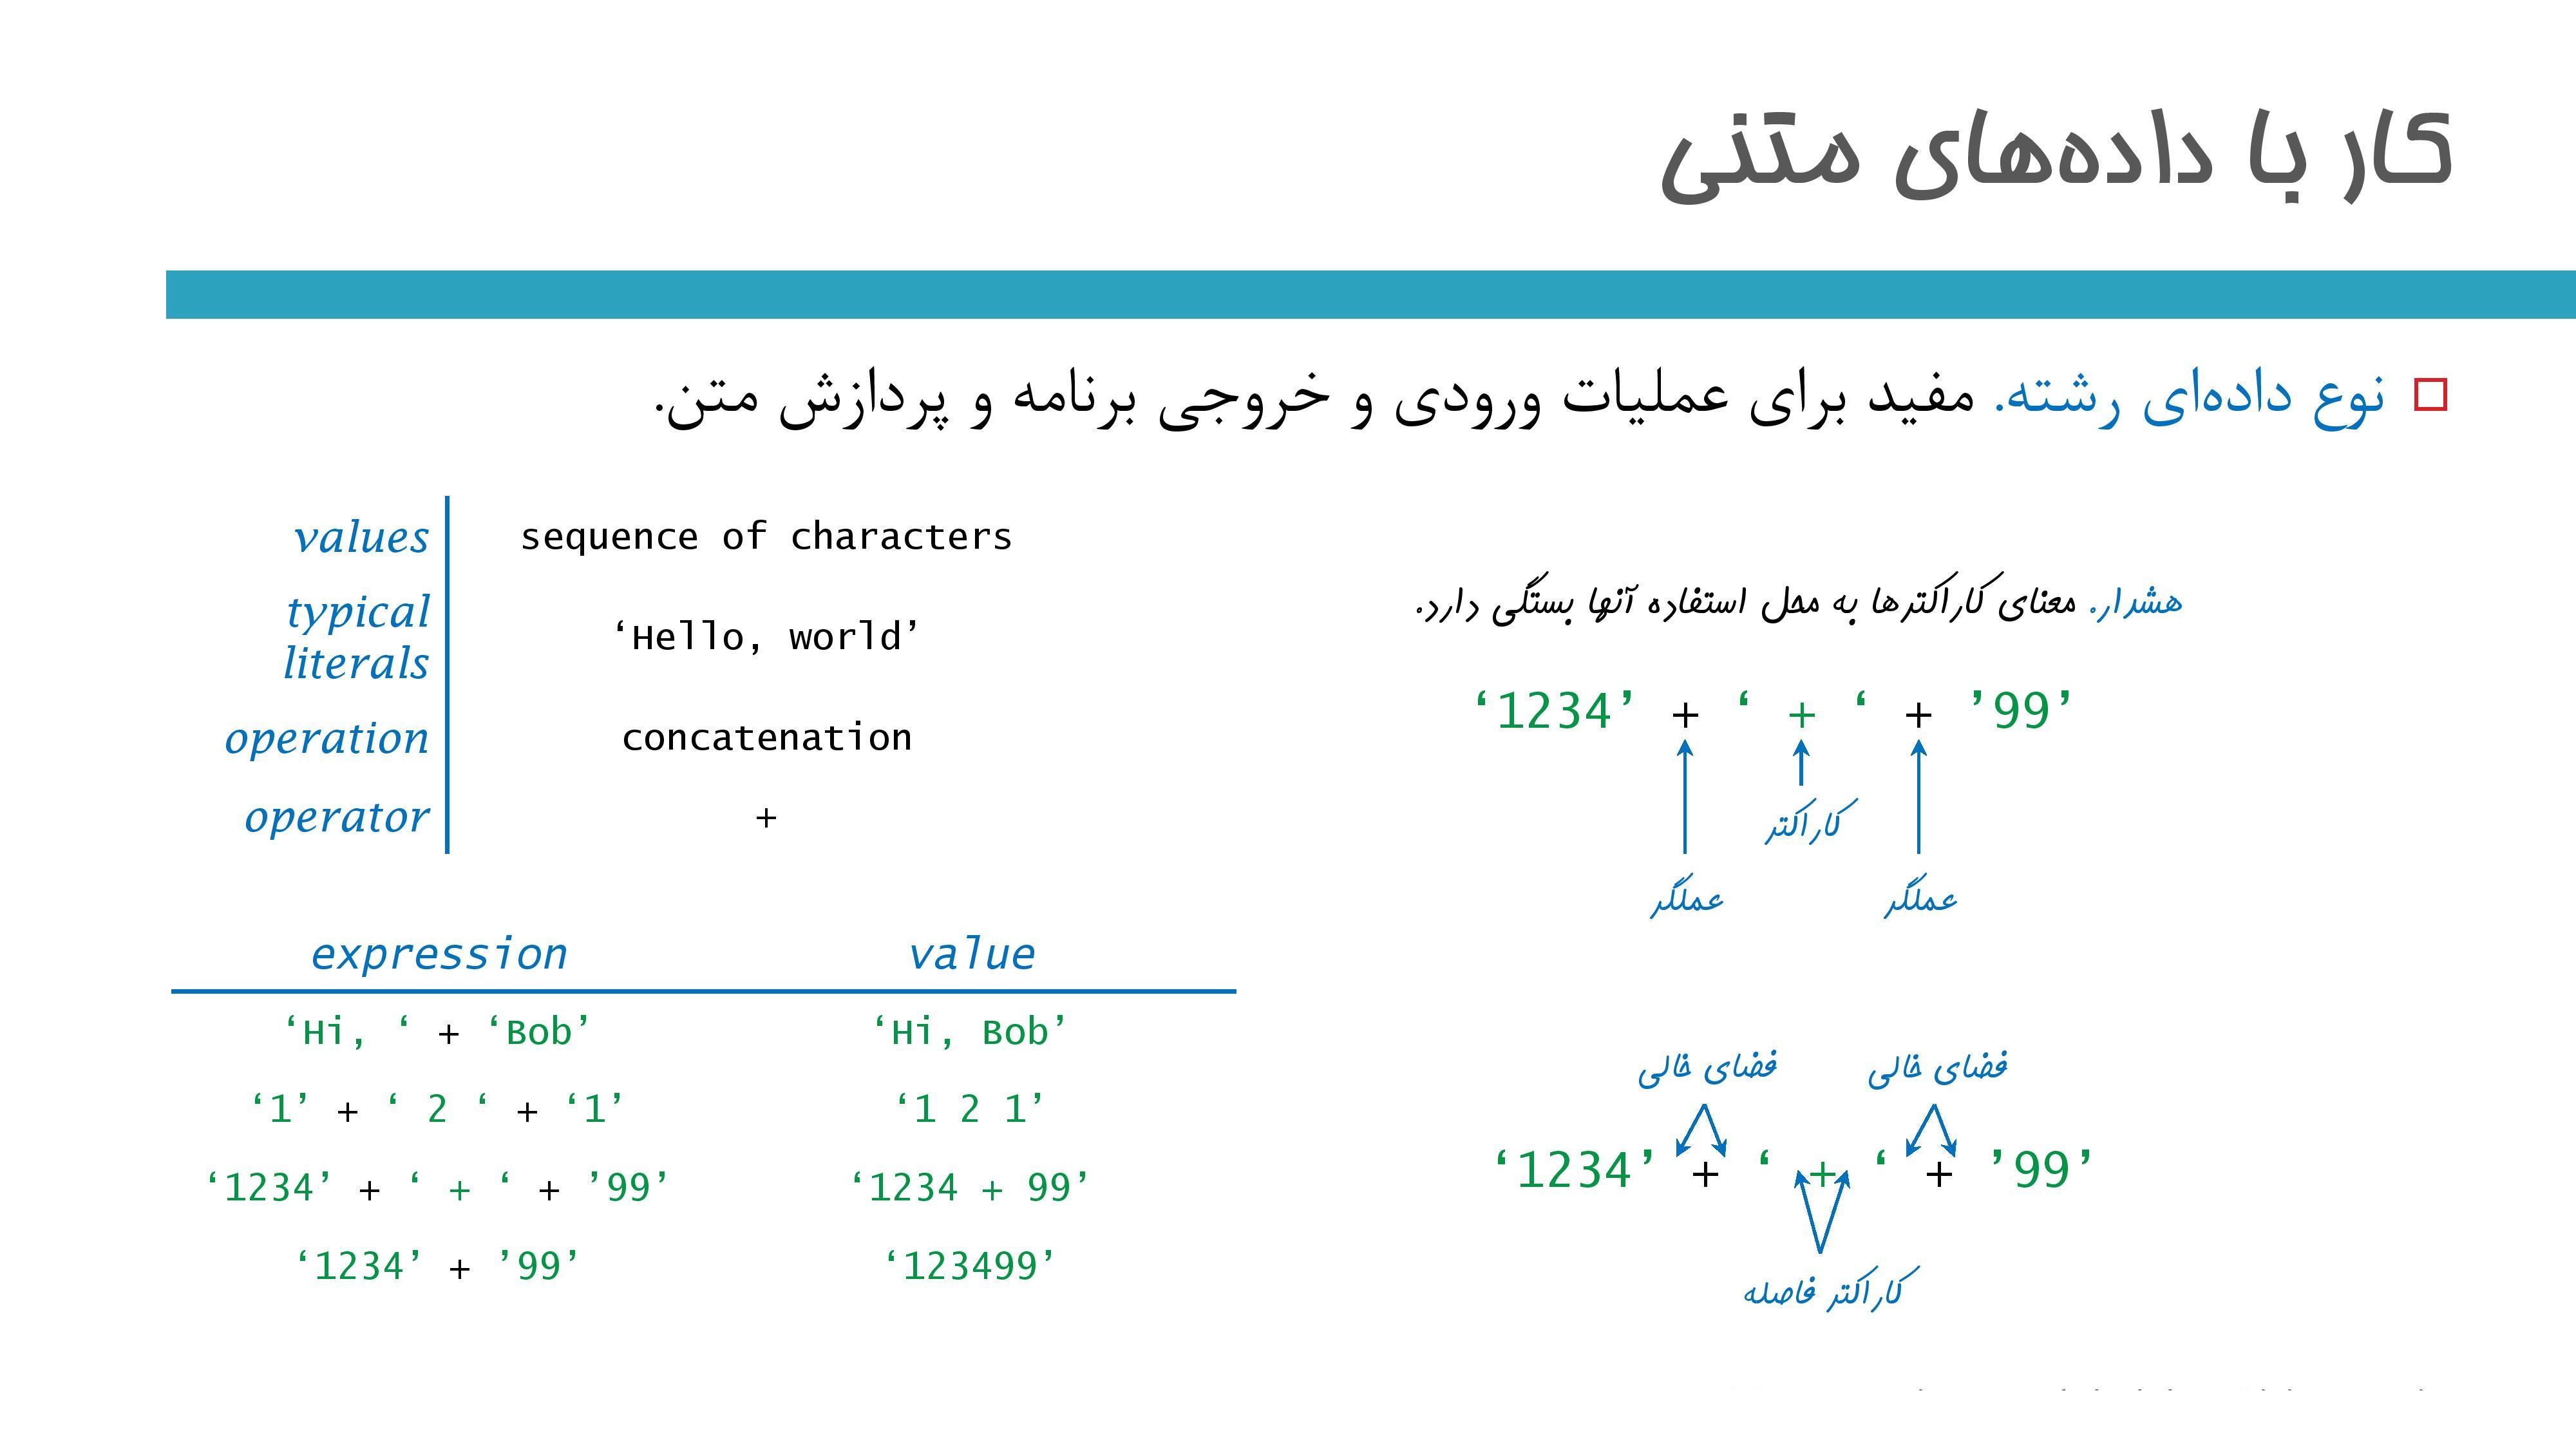 کار با داده‌های متنی
نوع داده‌ای رشته. مفید برای عملیات ورودی و خروجی برنامه و پردازش متن.
values sequence of characters
typical literals ‘Hello, world’
operation concatenation
operator +
expression value
‘Hi, ‘ + ‘Bob’ ‘Hi, Bob’
‘1’ + ‘ 2 ‘ + ‘1’ ‘1 2 1’
‘1234’ + ‘ + ‘ + ’99’ ‘1234 + 99’
‘1234’ + ’99’ ‘123499’
هشدار. معنای کاراکترها به محل استفاده آنها بستگی دارد.
‘1234’ + ‘ + ‘ + ’99’
کاراکتر
عملگر عملگر
فضای خالی فضای خالی
‘1234’ + ‘ + ‘ + ’99’
کاراکتر فاصله